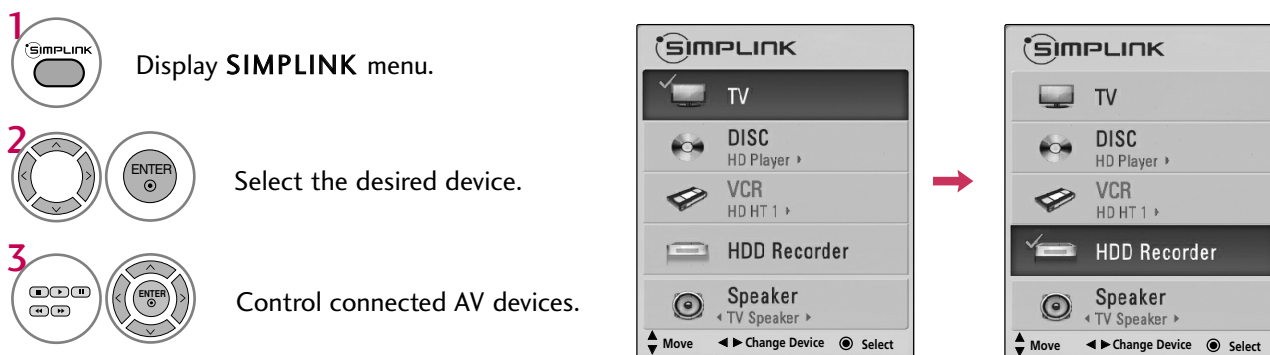 1
SIMPLINK
Display SIMPLINK menu.
2
ENTER
Select the desired device.
3
ENTER
Control connected AV devices.
SIMPLINK
TV
DISC
HD Player
VCR
HD HT 1
HDD Recorder
Speaker
TV Speaker
Move Change Device Select
SIMPLINK
TV
DISC
HD Player
VCR
HD HT 1
HDD Recorder
Speaker
TV Speaker
Move Change Device Select